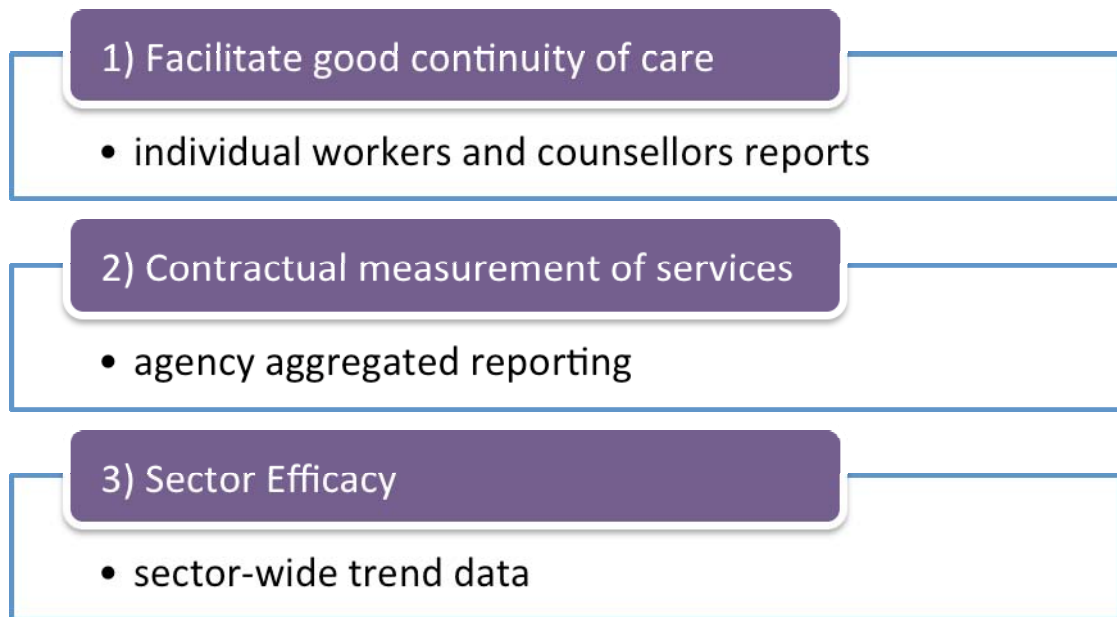 1) Facilitate good continuity of care
• individual workers and counsellors reports
2) Contractual measurement of services
• agency aggregated reporting
3) Sector Efficacy
• sector-wide trend data